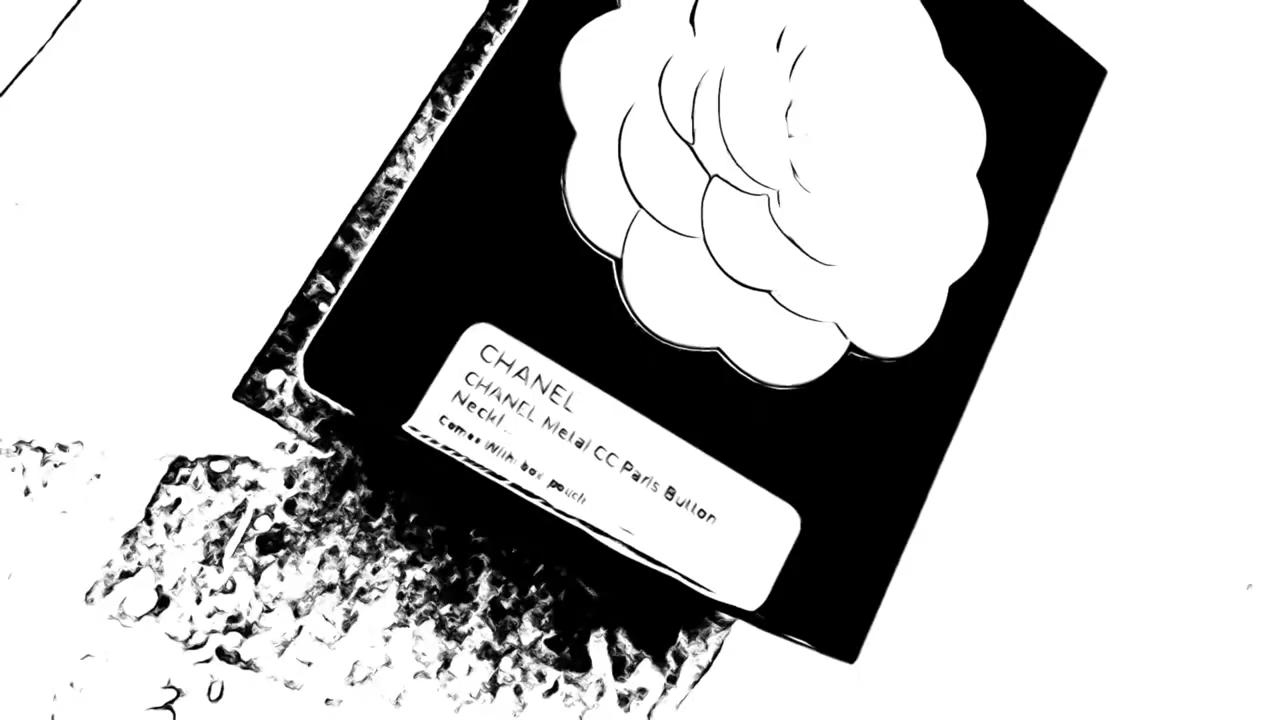 CHANEL
CHANEL Metal CC Paris Button
Neckl...
Comes With box pouch